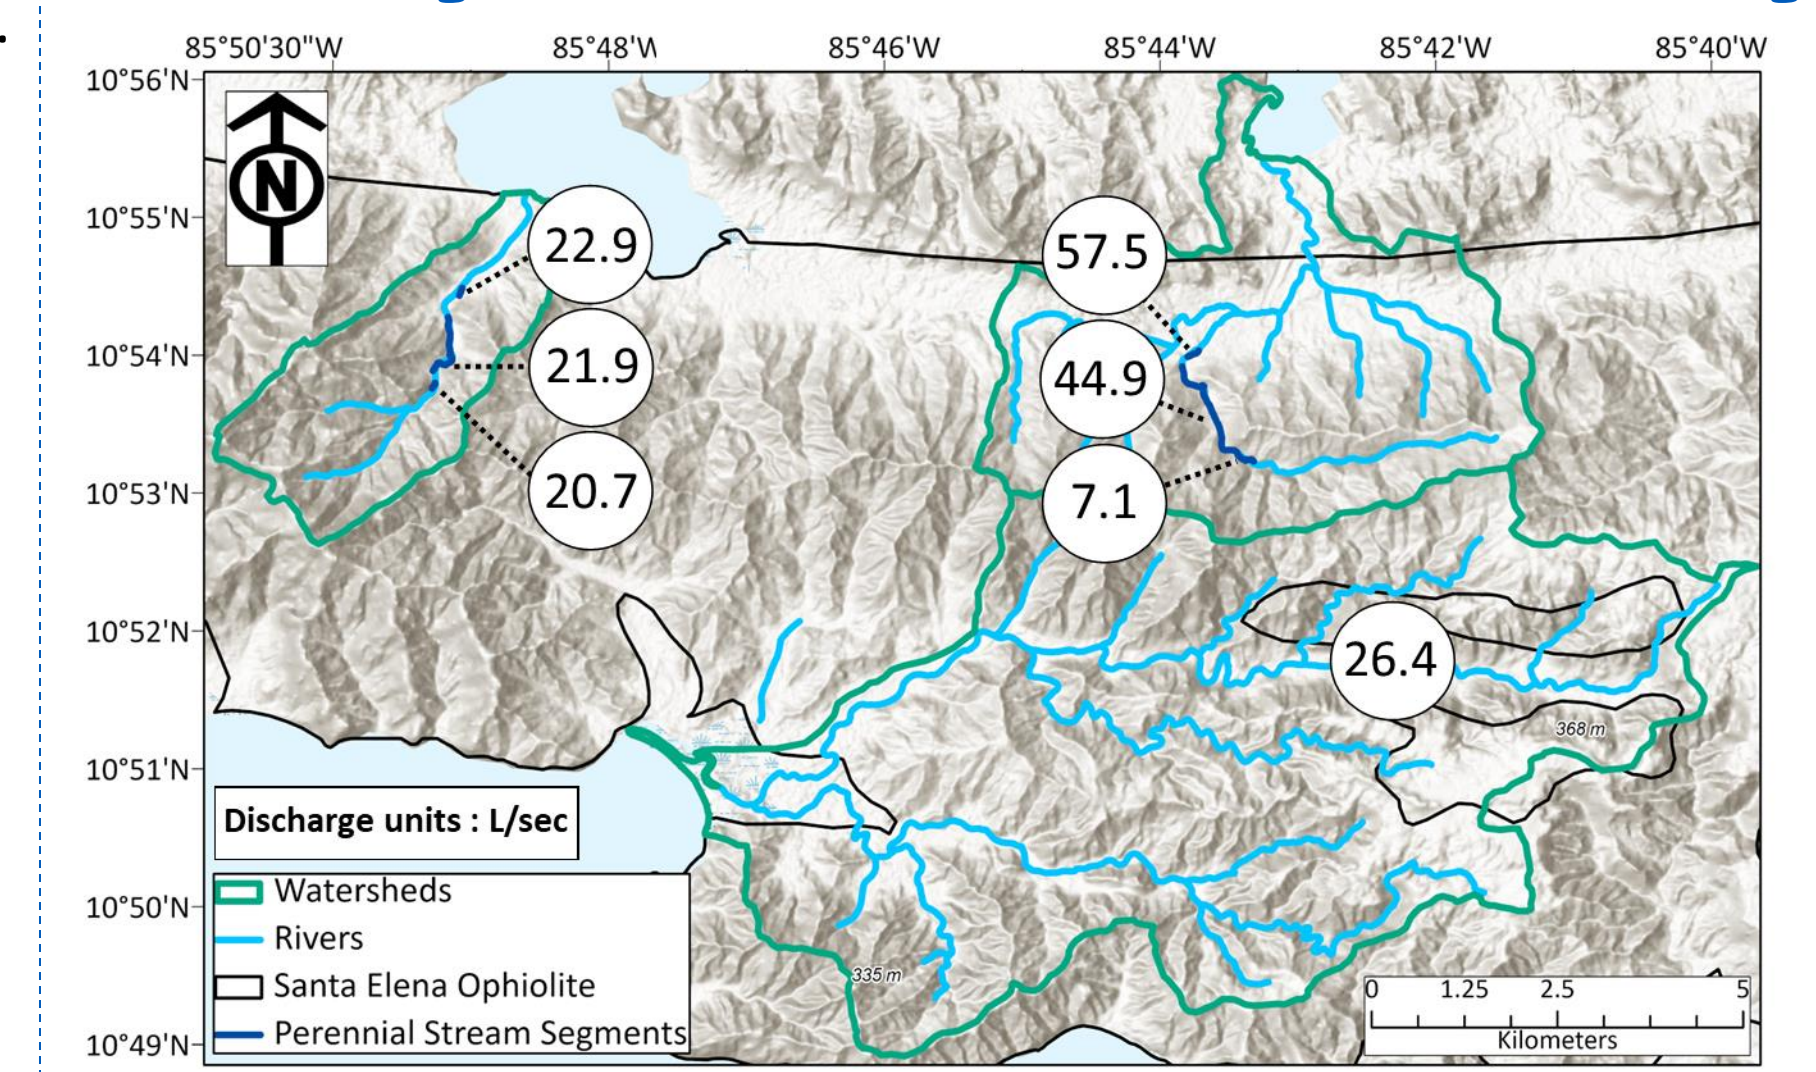 85°50'30"W 85°48'W 85°46'W 85°44'W 85°42'W 85°40'W
10°56'N
N
10°55'N
22.9
57.5
10°54'N
21.9
44.9
10°53'N
20.7
7.1
10°52'N
26.4
368 m
10°51'N
Discharge units : L/sec
Watersheds
10°50'N
Rivers
335 m
Santa Elena Ophiolite
0 1.25 2.5 5
Perennial Stream Segments
Kilometers
10°49'N